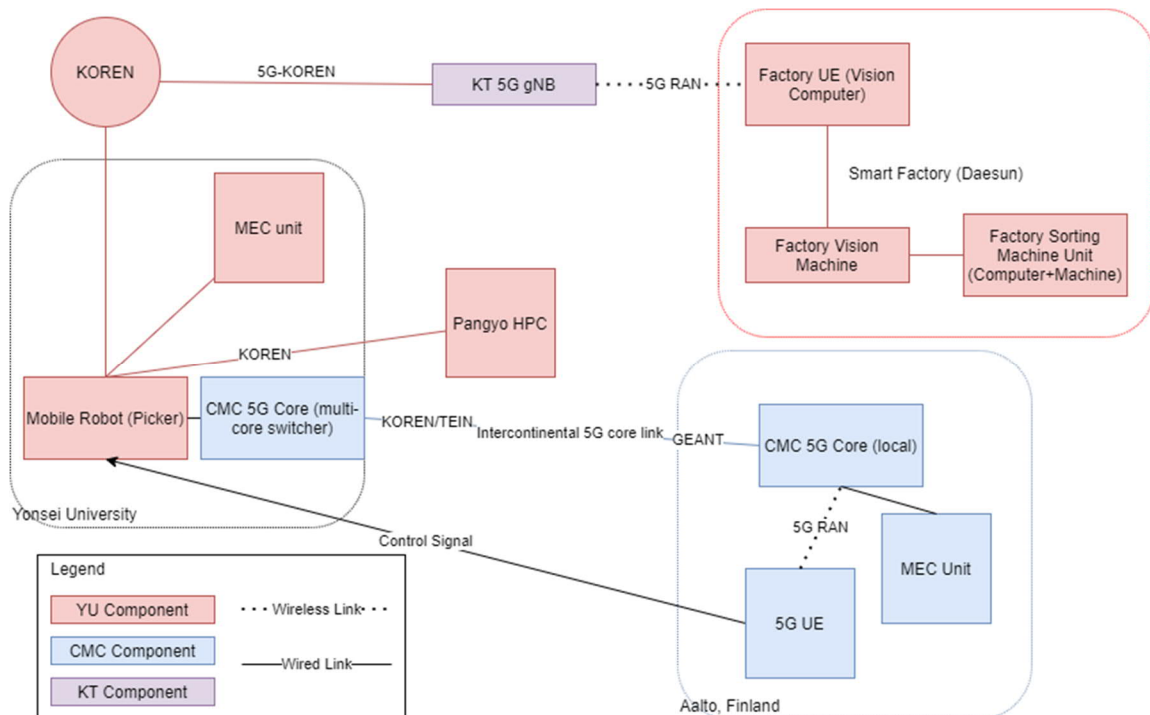 KOREN
5G-KOREN
KT 5G gNB
5G RAN
Factory UE (Vision
Computer)
Smart Factory (Daesun)
Factory Vision
Machine
Factory Sorting
Machine Unit
(Computer+Machine)
MEC unit
Pangyo HPC
KOREN
Mobile Robot (Picker)
CMC 5G Core (multi-
core switcher)
KOREN/TEIN
Intercontinental 5G core link
GEANT
CMC 5G Core (local)
5G RAN
MEC Unit
5G UE
Control Signal
Yonsei University
Aalto, Finland
Legend
YU Component
CMC Component
KT Component
Wireless Link
Wired Link